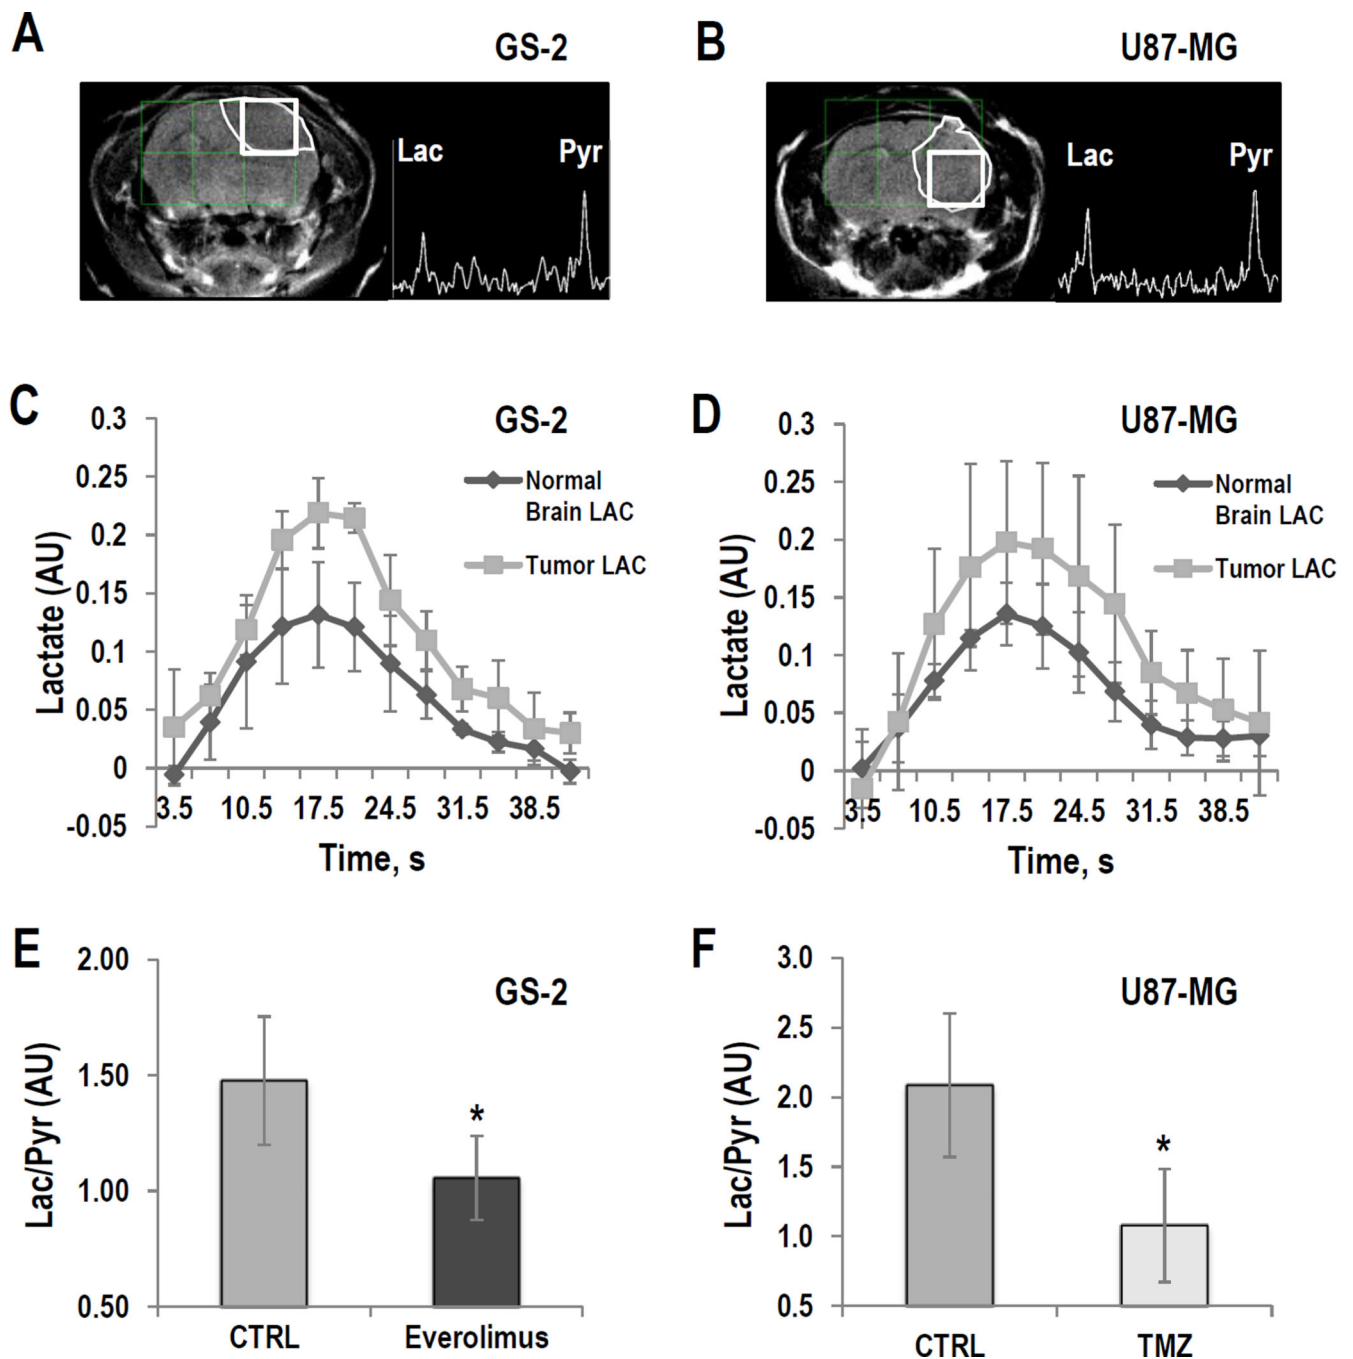 A
GS-2
B
U87-MG
Lac
Pyr
Lac
Pyr
C
GS-2
D
U87-MG
0.3
0.25
0.2
0.15
0.1
0.05
0
-0.05
Lactate (AU)
Normal
Brain LAC
Tumor LAC
3.5 10.5 17.5 24.5 31.5 38.5
Time, s
0.3
0.25
0.2
0.15
0.1
0.05
0
-0.05
Lactate (AU)
Normal
Brain LAC
Tumor LAC
3.5 10.5 17.5 24.5 31.5 38.5
Time, s
E
GS-2
2.00
1.50
1.00
0.50
Lac/Pyr (AU)
*
CTRL Everolimus
F
U87-MG
3.0
2.5
2.0
1.5
1.0
0.5
Lac/Pyr (AU)
*
CTRL TMZ